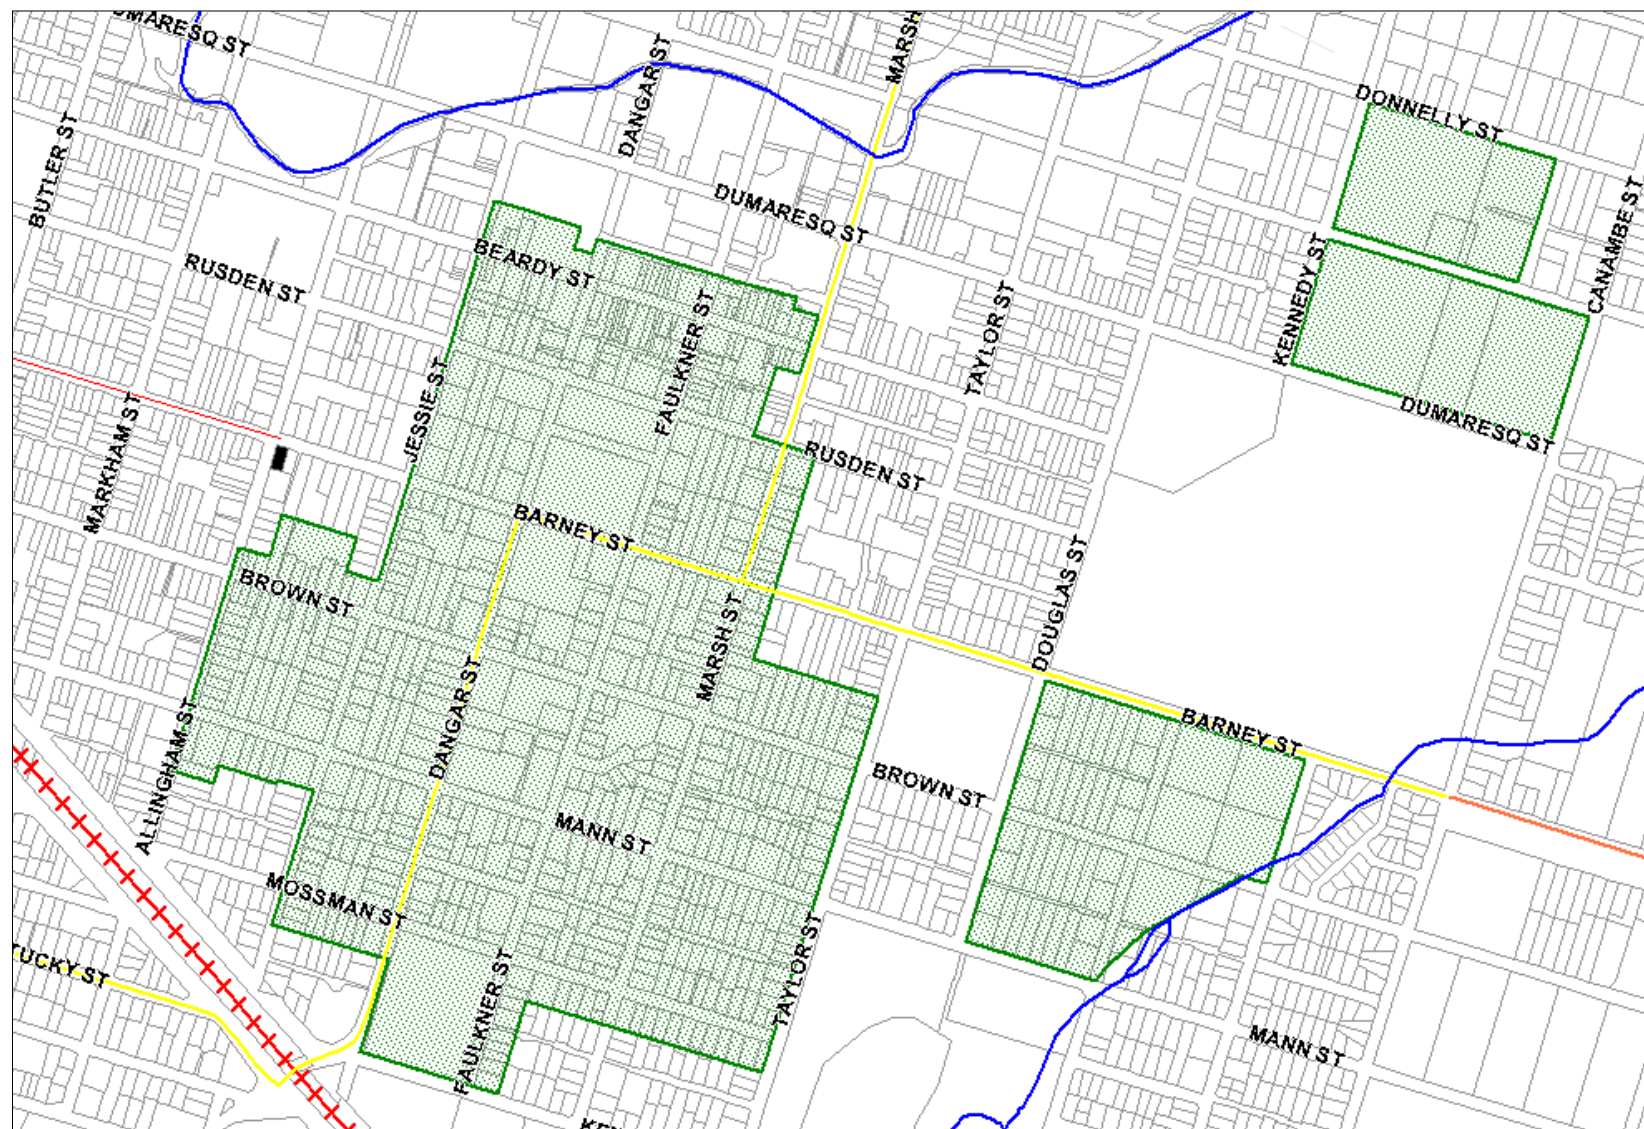 UMARESQ ST
MARSH
DANGAR ST
DONNELLY ST
BUTLER ST
DUMARESQ ST
CANAMBE ST
BEARDY ST
RUSDEN ST
KENNEDY ST
TAYLOR ST
FAULKNER ST
JESSIE ST
MARKHAM ST
DUMARESQ ST
RUSDEN ST
BARNEY ST
BROWN ST
DOUGLAS ST
MARSH ST
DANGAR ST
ALLINGHAM ST
BARNEY ST
BROWN ST
MANN ST
MOSSMAN ST
TAYLOR ST
FAULKNER ST
TUCKY ST
MANN ST
KEN